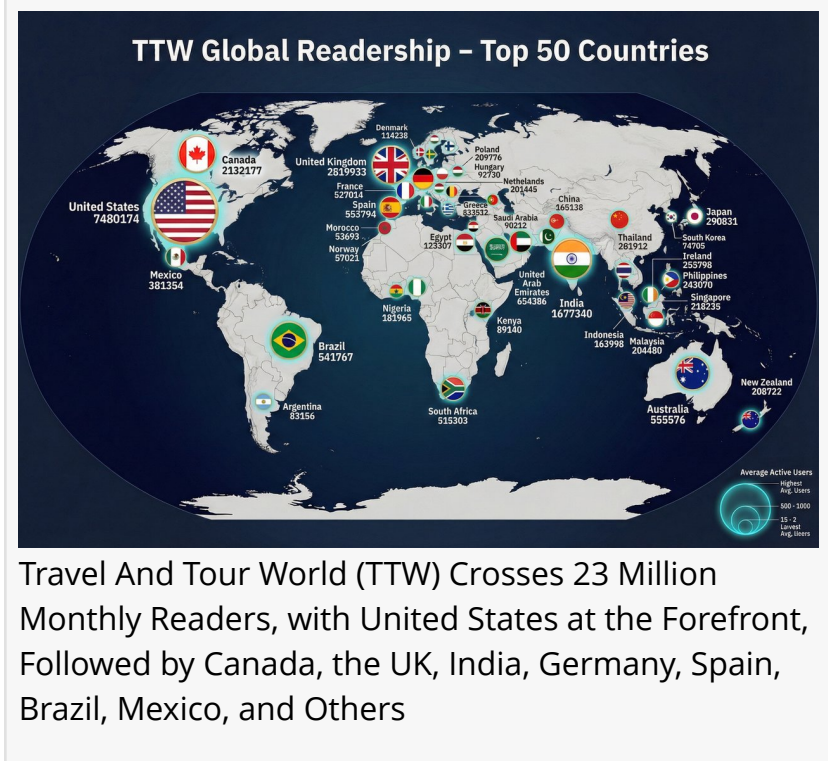 TTW Global Readership – Top 50 Countries
Denmark
114238
Canada
2132177
United Kingdom
2819933
Poland
209776
Hungary
92730
France
527014
Nethelands
201445
United States
7480174
Spain
553794
Greece
China
165138
Saudi Arabia
90212
Japan
290831
Morocco
53693
Egypt
123307
Thailand
281912
South Korea
74705
Norway
57021
Ireland
255798
Mexico
381354
United
Arab
Emirates
654386
India
1677340
Philippines
243070
Singapore
218235
Nigeria
181965
Kenya
89140
Indonesia
163998
Malaysia
204480
Brazil
541767
New Zealand
208722
Argentina
83156
South Africa
515303
Australia
555576
Average Active Users
Highest
Avg. Users
500 - 1000
15 - 2
Avg,
Travel And Tour World (TTW) Crosses 23 Million
Monthly Readers, with United States at the Forefront,
Followed by Canada, the UK, India, Germany, Spain,
Brazil, Mexico, and Others